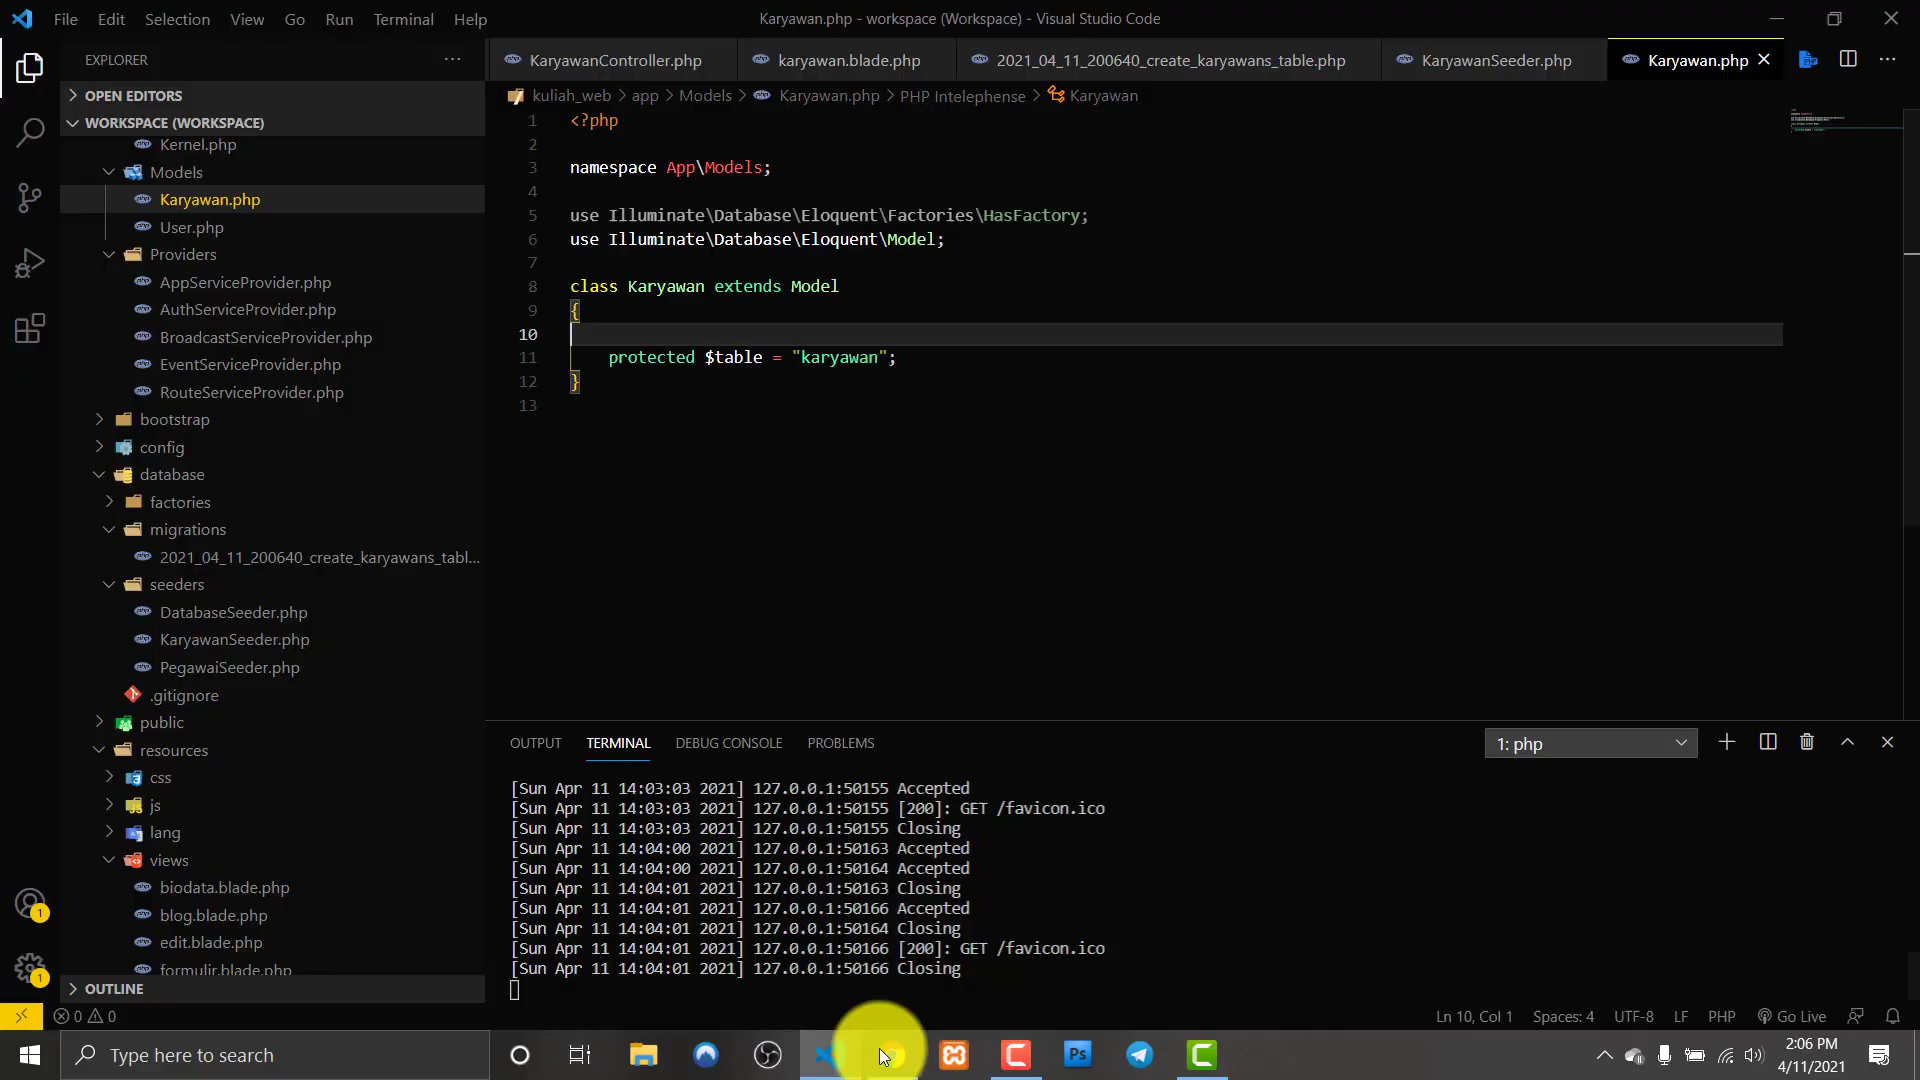 File Edit Selection View Go Run Terminal Help
Karyawan.php - workspace (Workspace) - Visual Studio Code
EXPLORER
OPEN EDITORS
WORKSPACE (WORKSPACE)
Kernel.php
Models
Karyawan.php
User.php
Providers
AppServiceProvider.php
AuthServiceProvider.php
BroadcastServiceProvider.php
EventServiceProvider.php
RouteServiceProvider.php
bootstrap
config
database
factories
migrations
2021_04_11_200640_create_karyawans_tabl...
seeders
DatabaseSeeder.php
KaryawanSeeder.php
PegawaiSeeder.php
.gitignore
public
resources
css
js
lang
views
biodata.blade.php
blog.blade.php
edit.blade.php
formulir.blade.php
OUTLINE
KaryawanController.php karyawan.blade.php 2021_04_11_200640_create_karyawans_table.php KaryawanSeeder.php Karyawan.php
kuliah_web > app > Models > Karyawan.php > PHP Intelephense > Karyawan
1 <?php
2
3 namespace App\Models;
4
5 use Illuminate\Database\Eloquent\Factories\HasFactory;
6 use Illuminate\Database\Eloquent\Model;
7
8 class Karyawan extends Model
9 {
10
11 protected $table = "karyawan";
12 }
13
OUTPUT TERMINAL DEBUG CONSOLE PROBLEMS
1: php
[Sun Apr 11 14:03:03 2021] 127.0.0.1:50155 Accepted
[Sun Apr 11 14:03:03 2021] 127.0.0.1:50155 [200]: GET /favicon.ico
[Sun Apr 11 14:03:03 2021] 127.0.0.1:50155 Closing
[Sun Apr 11 14:04:00 2021] 127.0.0.1:50163 Accepted
[Sun Apr 11 14:04:00 2021] 127.0.0.1:50164 Accepted
[Sun Apr 11 14:04:01 2021] 127.0.0.1:50163 Closing
[Sun Apr 11 14:04:01 2021] 127.0.0.1:50166 Accepted
[Sun Apr 11 14:04:01 2021] 127.0.0.1:50164 Closing
[Sun Apr 11 14:04:01 2021] 127.0.0.1:50166 [200]: GET /favicon.ico
[Sun Apr 11 14:04:01 2021] 127.0.0.1:50166 Closing
0 0
Ln 10, Col 1 Spaces: 4 UTF-8 LF PHP Go Live
Type here to search
Ps
2:06 PM
4/11/2021